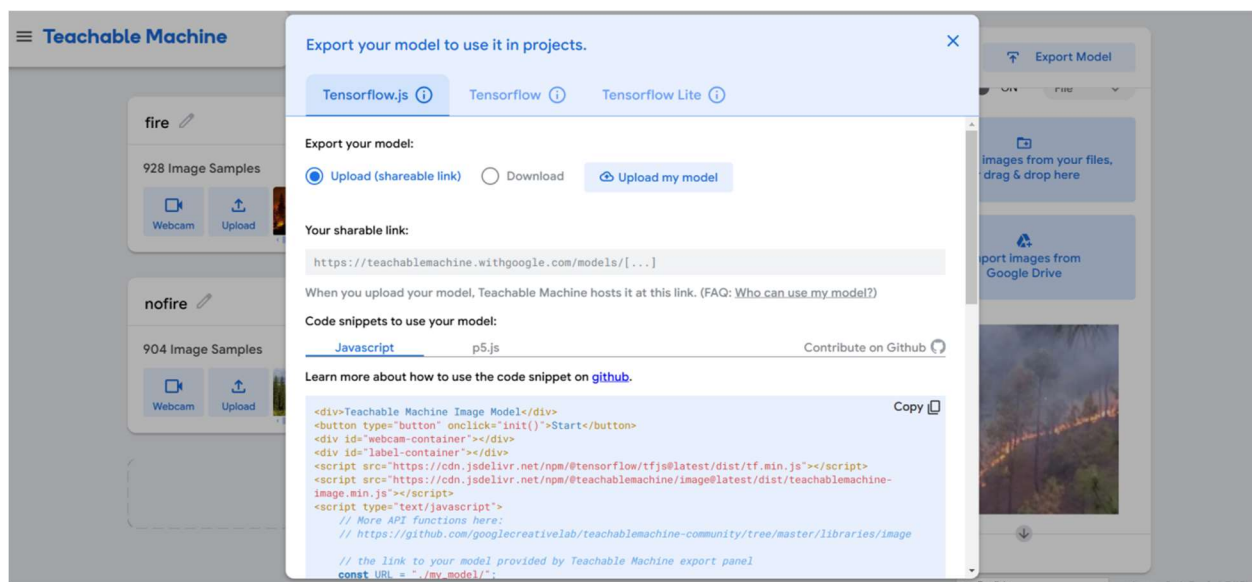 Teachable Machine
Export your model to use it in projects.
Export Model
Tensorflow.js
Tensorflow
Tensorflow Lite
ON
File
fire
928 Image Samples
Webcam
Upload
nofire
904 Image Samples
Webcam
Upload
Export your model:
Upload (shareable link)
Download
Upload my model
Your sharable link:
https://teachablemachine.withgoogle.com/models/[...]
When you upload your model, Teachable Machine hosts it at this link. (FAQ: Who can use my model?)
Code snippets to use your model:
Javascript
p5.js
Contribute on Github
Learn more about how to use the code snippet on github.
Copy
<div>Teachable Machine Image Model</div>
<button type="button" onclick="init()">Start</button>
<div id="webcam-container"></div>
<div id="label-container"></div>
<script src="https://cdn.jsdelivr.net/npm/@tensorflow/tfjs@latest/dist/tf.min.js"></script>
<script src="https://cdn.jsdelivr.net/npm/@teachablemachine/image@latest/dist/teachablemachine-
image.min.js"></script>
<script type="text/javascript">
// More API functions here:
// https://github.com/googlecreativelab/teachablemachine-community/tree/master/libraries/image
// the link to your model provided by Teachable Machine export panel
const URL = "./my_model/";
images from your files,
drag & drop here
images from
Google Drive